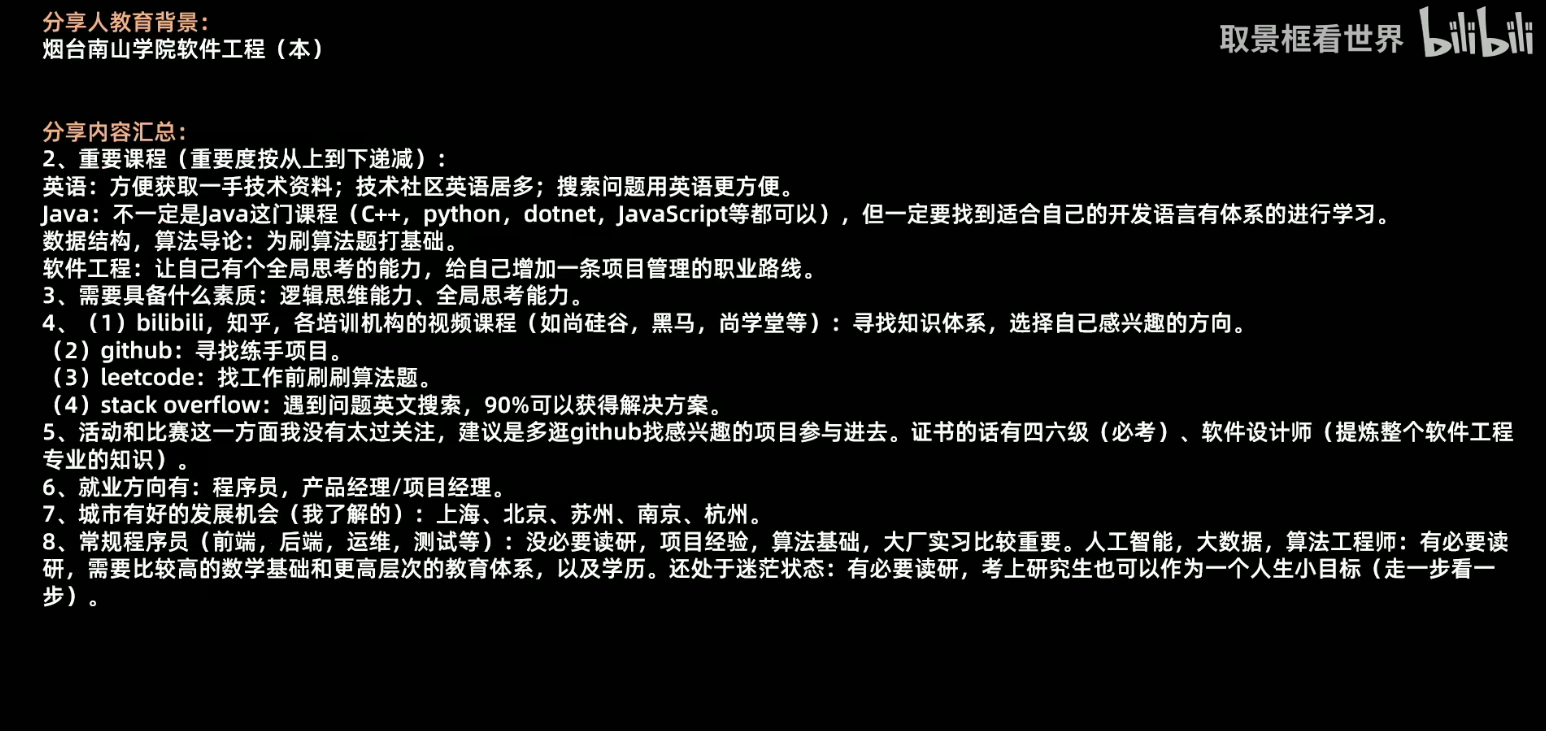 分享人教育背景：
取景框看世界 bilibili
烟台南山学院软件工程（本）
分享内容汇总：
2、重要课程（重要度按从上到下递减）：
英语：方便获取一手技术资料；技术社区英语居多；搜索问题用英语更方便。
Java：不一定是Java这门课程（C++，python，dotnet，JavaScript等都可以），但一定要找到适合自己的开发语言有体系的进行学习。
数据结构，算法导论：为刷算法题打基础。
软件工程：让自己有个全局思考的能力，给自己增加一条项目管理的职业路线。
3、需要具备什么素质：逻辑思维能力、全局思考能力。
4、（1）bilibili，知乎，各培训机构的视频课程（如尚硅谷，黑马，尚学堂等）：寻找知识体系，选择自己感兴趣的方向。
（2）github：寻找练手项目。
（3）leetcode：找工作前刷刷算法题。
（4）stack overflow：遇到问题英文搜索，90%可以获得解决方案。
5、活动和比赛这一方面我没有太过关注，建议是多逛github找感兴趣的项目参与进去。证书的话有四六级（必考）、软件设计师（提炼整个软件工程
专业的知识）。
6、就业方向有：程序员，产品经理/项目经理。
7、城市有好的发展机会（我了解的）：上海、北京、苏州、南京、杭州。
8、常规程序员（前端，后端，运维，测试等）：没必要读研，项目经验，算法基础，大厂实习比较重要。人工智能，大数据，算法工程师：有必要读
研，需要比较高的数学基础和更高层次的教育体系，以及学历。还处于迷茫状态：有必要读研，考上研究生也可以作为一个人生小目标（走一步看一
步）。